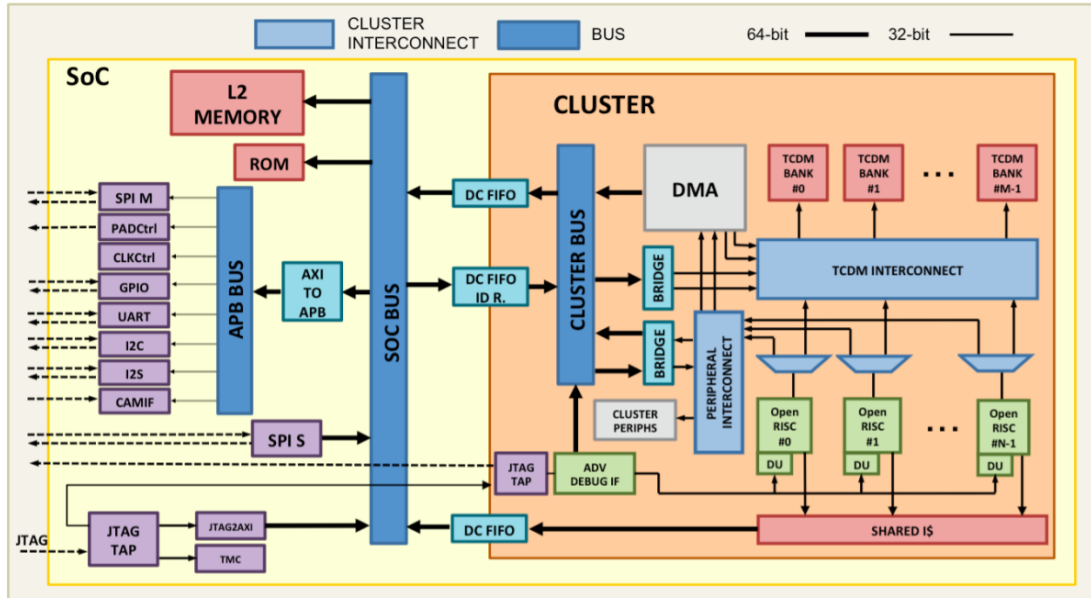 CLUSTER
INTERCONNECT
BUS
64-bit
32-bit
SoC
L2
MEMORY
ROM
SPI M
PADCtrl
CLKCtrl
GPIO
UART
I2C
I2S
CAMIF
APB BUS
AXI
TO
APB
SOC BUS
SPI S
JTAG
JTAG
TAP
JTAG2AXI
TMC
DC FIFO
DC FIFO
ID R.
DC FIFO
CLUSTER
CLUSTER BUS
DMA
BRIDGE
BRIDGE
CLUSTER
PERIPHS
PERIPHERAL
INTERCONNECT
JTAG
TAP
ADV
DEBUG IF
TCDM
BANK
#0
TCDM
BANK
#1
...
TCDM
BANK
#M-1
TCDM INTERCONNECT
Open
RISC
#0
DU
Open
RISC
#1
DU
...
Open
RISC
#N-1
DU
SHARED I$